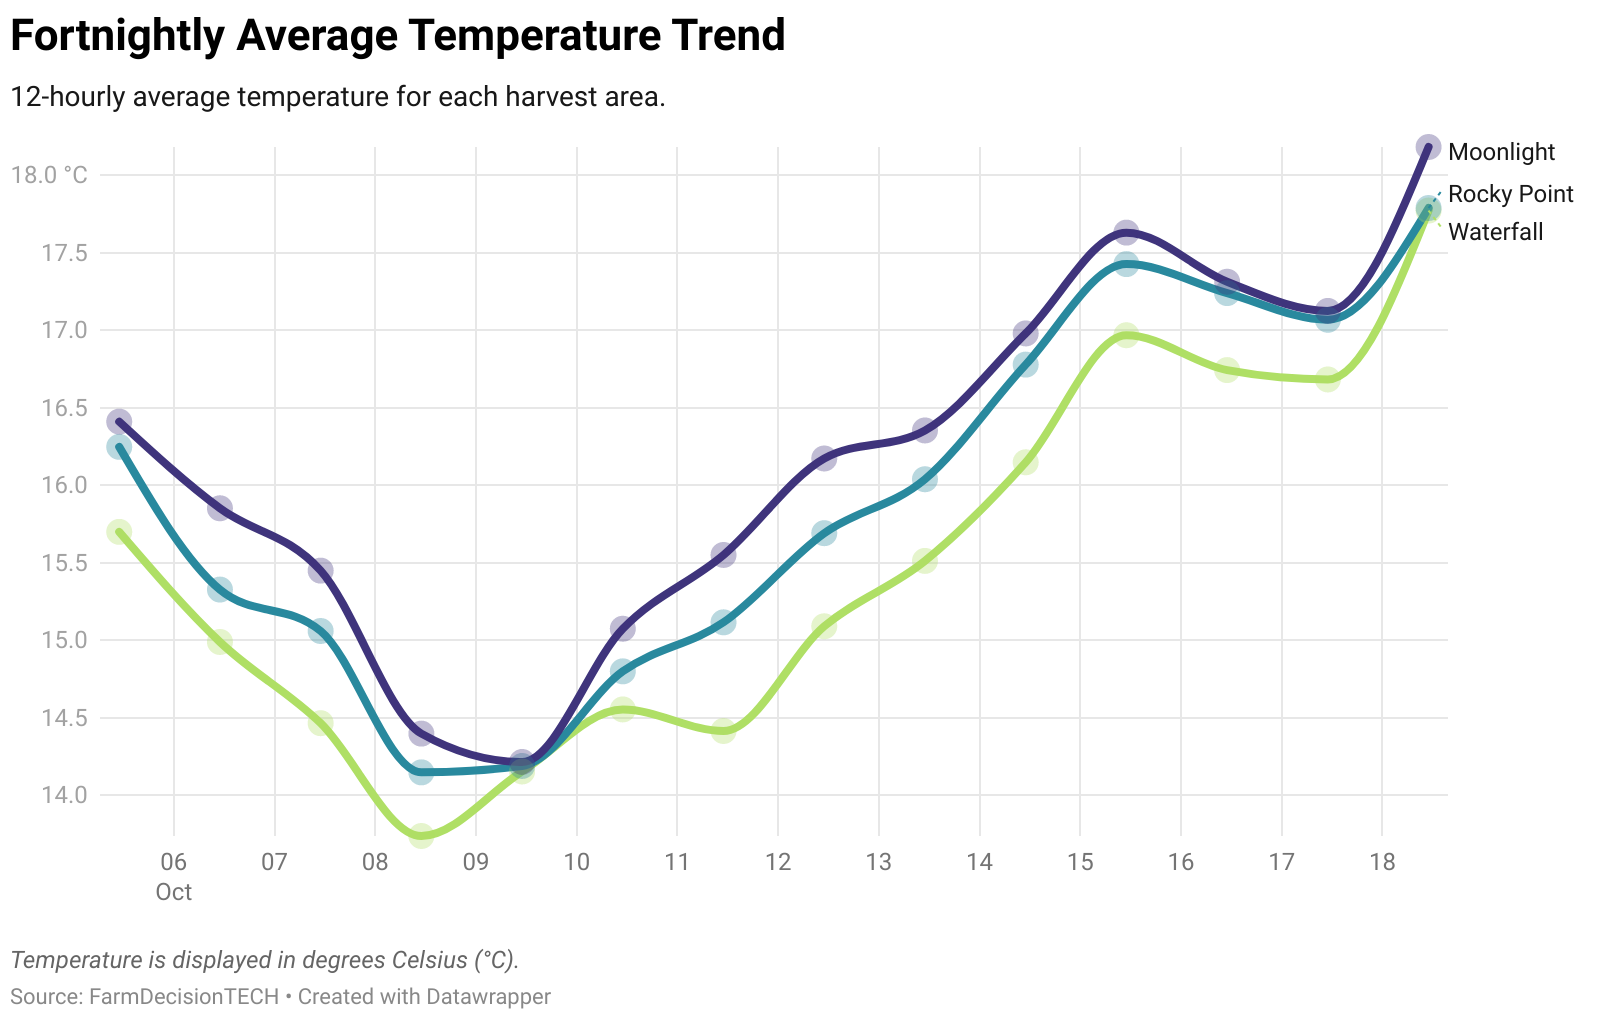 Fortnightly Average Temperature Trend
12-hourly average temperature for each harvest area.
Moonlight
18.0 °C
Rocky Point
Waterfall
17.5
17.0
16.5
16.0
15.5
15.0
14.5
14.0
06 07 08 09 10 11 12 13 14 15 16 17 18
Oct
Temperature is displayed in degrees Celsius (°C).
Source: FarmDecisionTECH • Created with Datawrapper